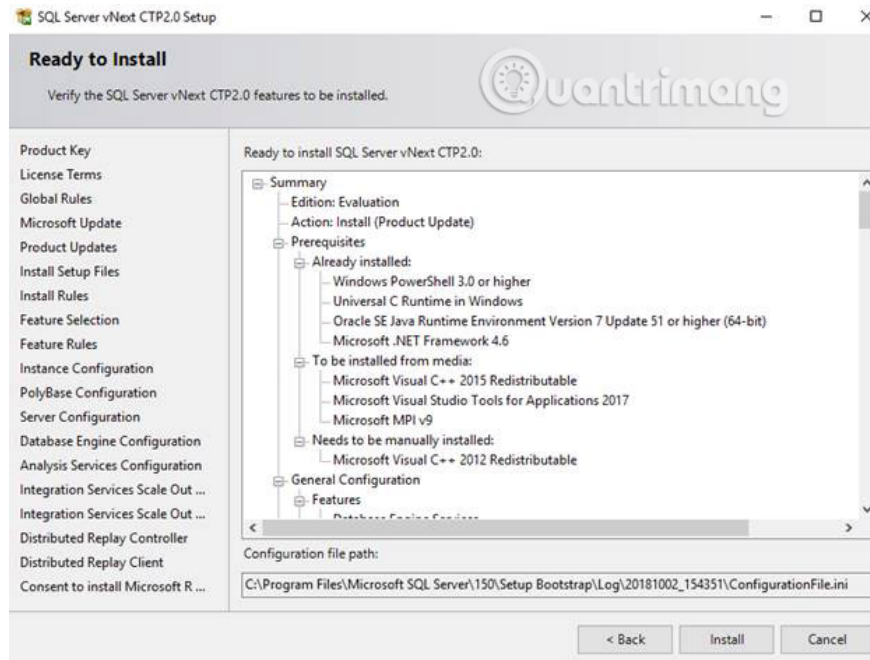 SQL Server vNext CTP2.0 Setup
Ready to Install
Verify the SQL Server vNext CTP2.0 features to be installed.
Quantrimang
Product Key
License Terms
Global Rules
Microsoft Update
Product Updates
Install Setup Files
Install Rules
Feature Selection
Feature Rules
Instance Configuration
PolyBase Configuration
Server Configuration
Database Engine Configuration
Analysis Services Configuration
Integration Services Scale Out ...
Integration Services Scale Out ...
Distributed Replay Controller
Distributed Replay Client
Consent to install Microsoft R ...
Ready to install SQL Server vNext CTP2.0:
Summary
Edition: Evaluation
Action: Install (Product Update)
Prerequisites
Already installed:
Windows PowerShell 3.0 or higher
Universal C Runtime in Windows
Oracle SE Java Runtime Environment Version 7 Update 51 or higher (64-bit)
Microsoft .NET Framework 4.6
To be installed from media:
Microsoft Visual C++ 2015 Redistributable
Microsoft Visual Studio Tools for Applications 2017
Microsoft MPI v9
Needs to be manually installed:
Microsoft Visual C++ 2012 Redistributable
General Configuration
Features
Database Engine Services
Configuration file path:
C:\Program Files\Microsoft SQL Server\150\Setup Bootstrap\Log\20181002_154351\ConfigurationFile.ini
< Back
Install
Cancel